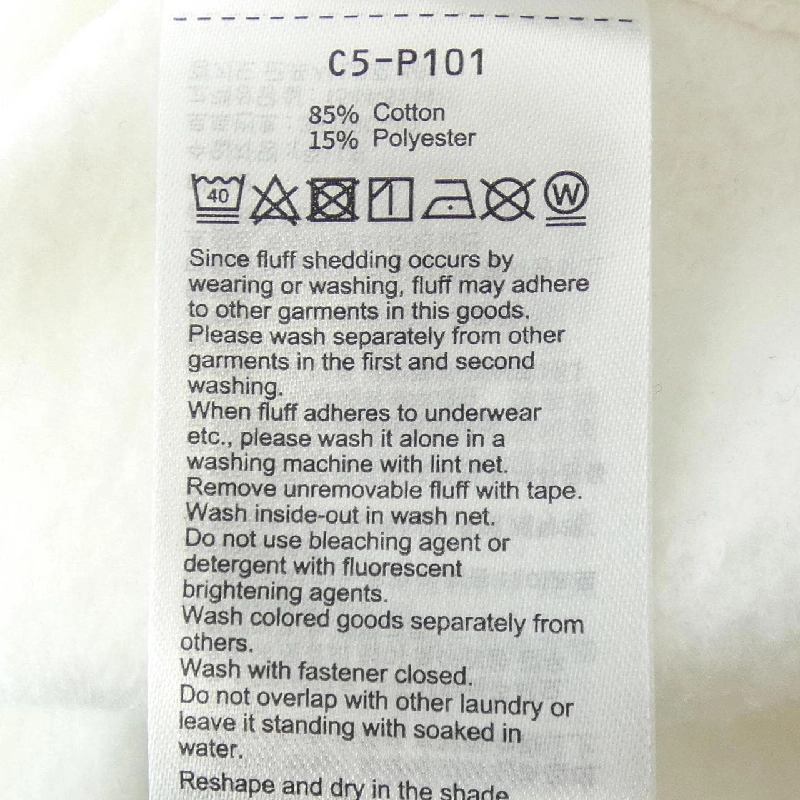 C5-P101
85% Cotton
15% Polyester
40 W
Since fluff shedding occurs by
wearing or washing, fluff may adhere
to other garments in this goods.
Please wash separately from other
garments in the first and second
washing.
When fluff adheres to underwear
etc., please wash it alone in a
washing machine with lint net.
Remove unremovable fluff with tape.
Wash inside-out in wash net.
Do not use bleaching agent or
detergent with fluorescent
brightening agents.
Wash colored goods separately from
others.
Wash with fastener closed.
Do not overlap with other laundry or
leave it standing with soaked in
water.
Reshape and dry in the shade